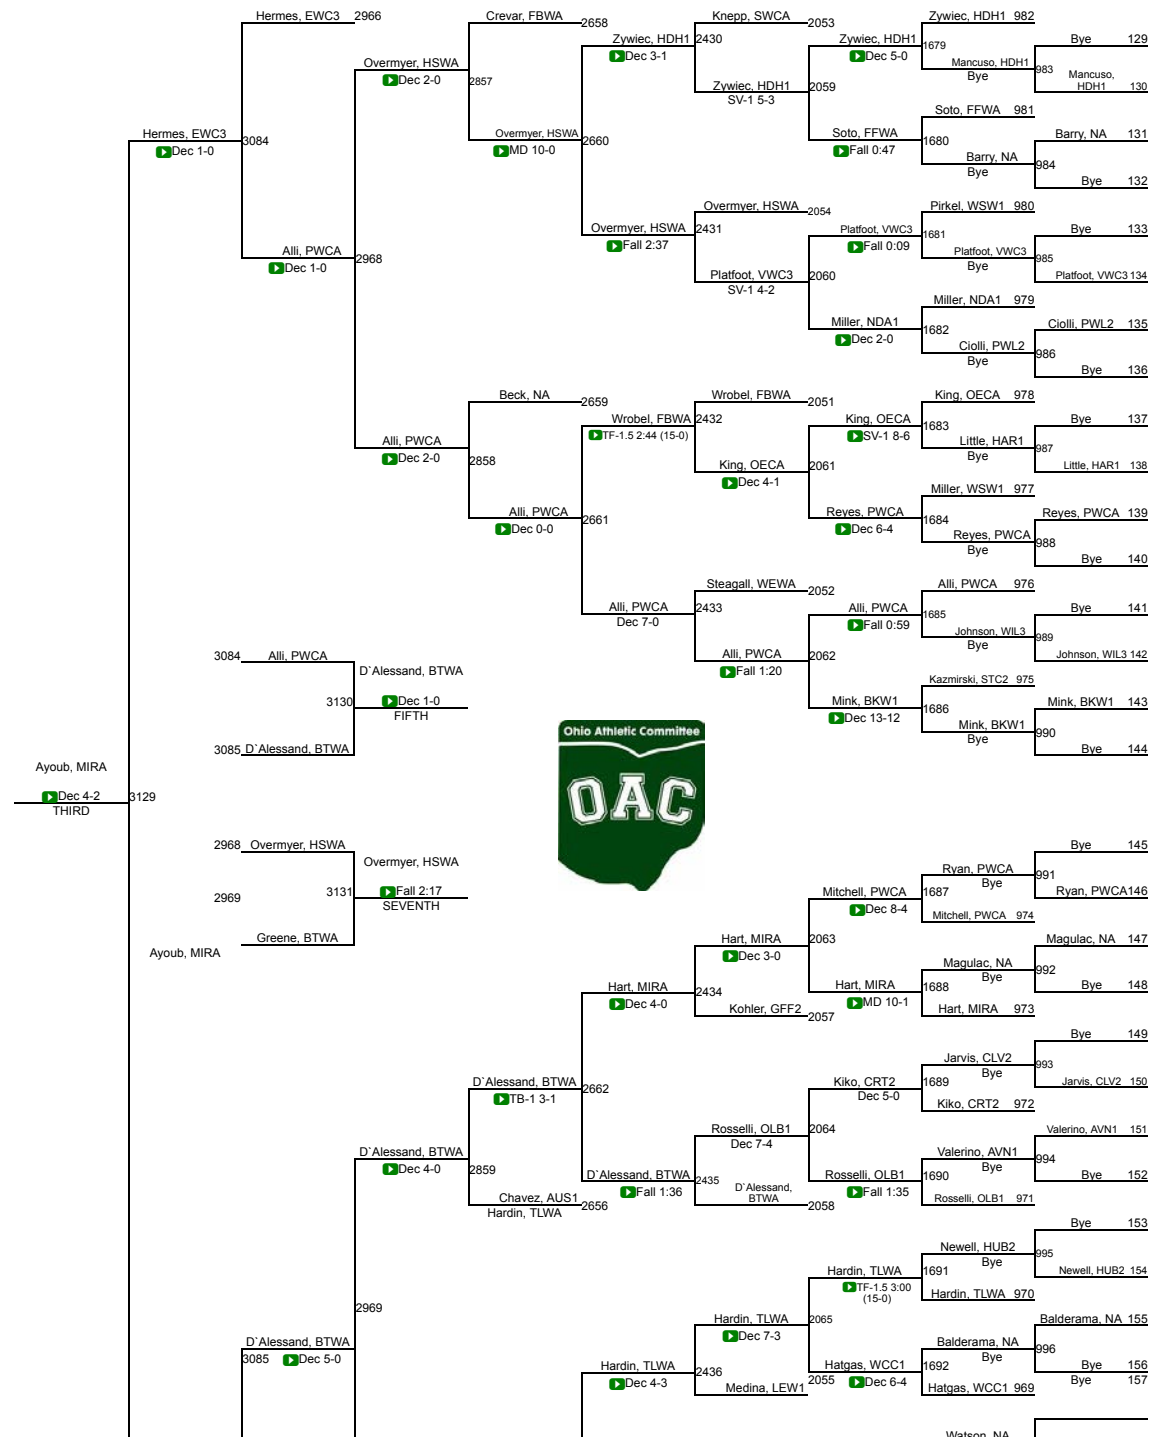 Hermes, EWC3 2966
Crevar, FBWA
2658
Knepp, SWCA
2053
Zywiec, HDH1 982
Zywiec, HDH1
2430
Dec 3-1
Zywiec, HDH1
1679
Dec 5-0
Bye 129
Mancuso, HDH1
983
Bye
Mancuso,
HDH1 130
Overmyer, HSWA
Dec 2-0
2857
Zywiec, HDH1
2059
SV-1 5-3
Soto, FFWA 981
Hermes, EWC3
3084
Dec 1-0
Overmyer, HSWA
2660
MD 10-0
Soto, FFWA
1680
Fall 0:47
Barry, NA 131
Barry, NA
984
Bye
Bye 132
Overmyer, HSWA
2054
Pirkel, WSW1 980
Overmyer, HSWA
2431
Fall 2:37
Platfoot, VWC3
1681
Fall 0:09
Bye 133
Platfoot, VWC3
985
Bye
Platfoot, VWC3 134
Alli, PWCA
2968
Dec 1-0
Platfoot, VWC3
2060
SV-1 4-2
Miller, NDA1 979
Miller, NDA1
1682
Dec 2-0
Ciolli, PWL2 135
Ciolli, PWL2
986
Bye
Bye 136
Beck, NA
2659
Wrobel, FBWA
2051
King, OECA 978
Wrobel, FBWA
2432
TF-1.5 2:44 (15-0)
King, OECA
1683
SV-1 8-6
Bye 137
Little, HAR1
987
Bye
Little, HAR1 138
Alli, PWCA
Dec 2-0
2858
King, OECA
2061
Dec 4-1
Miller, WSW1 977
Alli, PWCA
2661
Dec 0-0
Reyes, PWCA
1684
Dec 6-4
Reyes, PWCA 139
Reyes, PWCA
988
Bye
Bye 140
Steagall, WEWA
2052
Alli, PWCA 976
Alli, PWCA
2433
Dec 7-0
Alli, PWCA
1685
Fall 0:59
Bye 141
Johnson, WIL3
989
Bye
Johnson, WIL3 142
3084 Alli, PWCA
D`Alessand, BTWA
Alli, PWCA
2062
Fall 1:20
Kazmirski, STC2 975
3130
Dec 1-0
FIFTH
Mink, BKW1
1686
Dec 13-12
Mink, BKW1 143
Mink, BKW1
990
Bye
Bye 144
3085 D`Alessand, BTWA
Ohio Athletic Committee
OAC
Ayoub, MIRA
Dec 4-2
3129
THIRD
2968 Overmyer, HSWA
Overmyer, HSWA
Bye 145
Ryan, PWCA
991
Bye
2969
3131
Fall 2:17
SEVENTH
Mitchell, PWCA
1687
Dec 8-4
Ryan, PWCA146
Mitchell, PWCA 974
Greene, BTWA
Ayoub, MIRA
Hart, MIRA
2063
Dec 3-0
Magulac, NA 147
Magulac, NA
992
Bye
Hart, MIRA
2434
Dec 4-0
Hart, MIRA
1688
MD 10-1
Bye 148
Kohler, GFF2
2057
Hart, MIRA 973
Bye 149
Jarvis, CLV2
993
Bye
D`Alessand, BTWA
2662
TB-1 3-1
Kiko, CRT2
1689
Dec 5-0
Jarvis, CLV2 150
Kiko, CRT2 972
Rosselli, OLB1
2064
Dec 7-4
Valerino, AVN1 151
D`Alessand, BTWA
Dec 4-0
2859
Valerino, AVN1
994
Bye
D`Alessand, BTWA
2435
Fall 1:36
Rosselli, OLB1
1690
Fall 1:35
Bye 152
D`Alessand,
BTWA
2058
Chavez, AUS1
2656
Hardin, TLWA
Rosselli, OLB1 971
Bye 153
Newell, HUB2
995
Bye
Hardin, TLWA
1691
TF-1.5 3:00
(15-0)
Newell, HUB2 154
Hardin, TLWA 970
2969
Hardin, TLWA
2065
Dec 7-3
Balderama, NA 155
D`Alessand, BTWA
3085 Dec 5-0
Balderama, NA
996
Bye
Hardin, TLWA
2436
Dec 4-3
Hatgas, WCC1
1692
Dec 6-4
Bye 156
Medina, LEW1
2055
Hatgas, WCC1 969
Bye 157
Watson, NA